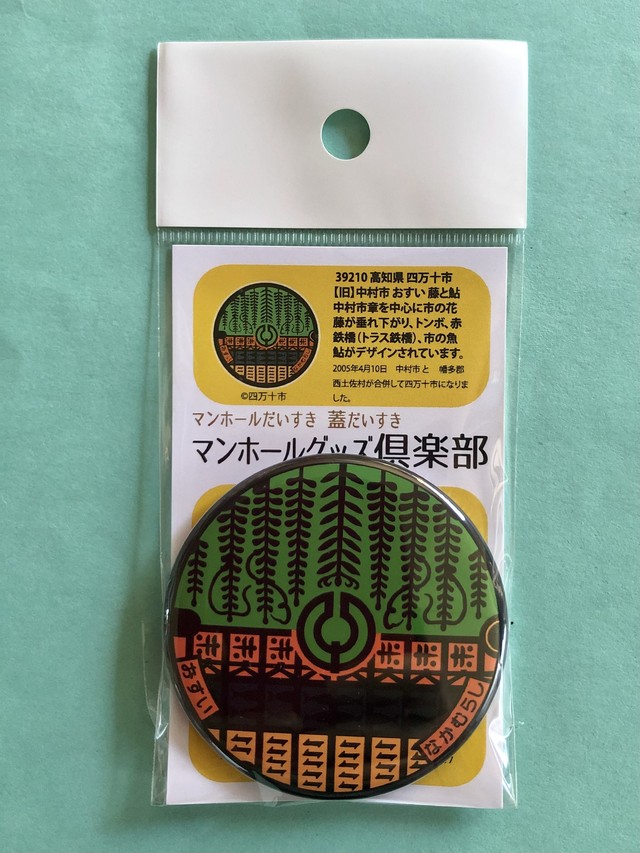 39210 高知県 四万十市
【旧】中村市 おすい 藤と鮎
中村市章を中心に市の花
藤が垂れ下がり、トンボ、赤
鉄橋(トラス鉄橋)、市の魚
鮎がデザインされています。
2005年4月10日　中村市 と　幡多郡
西土佐村が合併して四万十市になりま
した。
©四万十市
マンホールだいすき 蓋だいすき
マンホールグッズ倶楽部
おすい
なかむらし